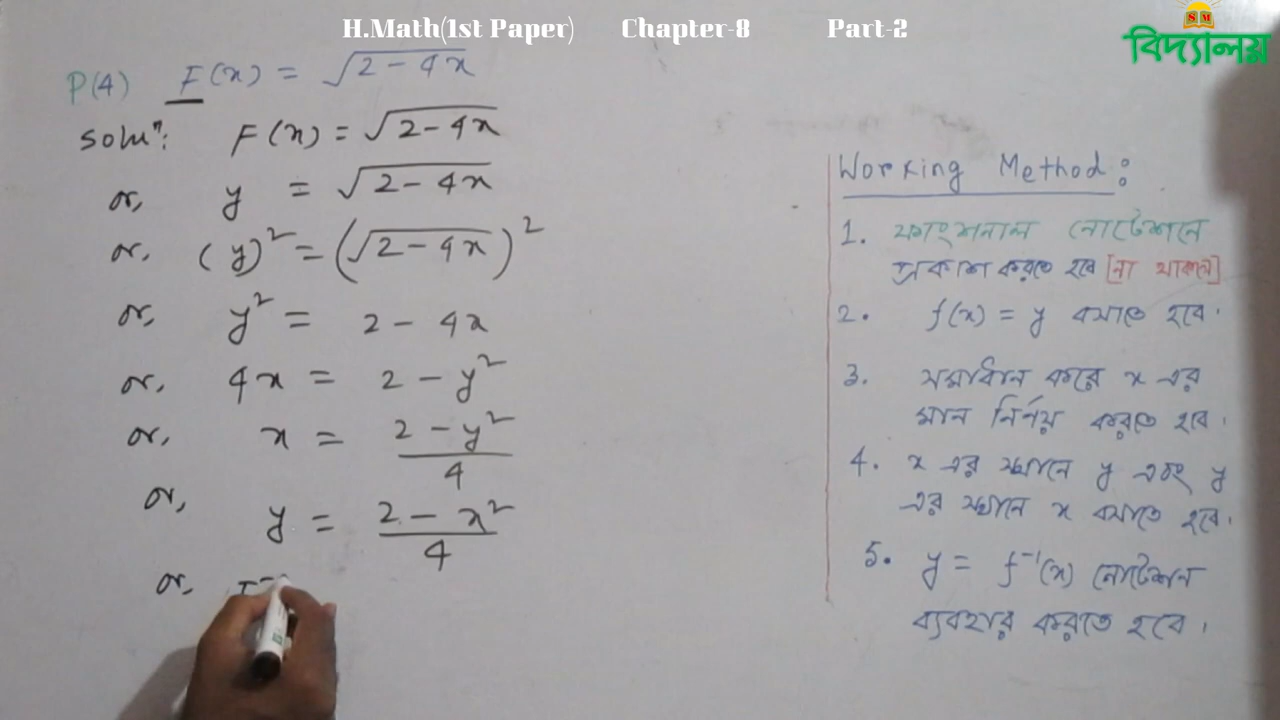 H.Math(1st Paper) Chapter-8 Part-2
SM
বিদ্যালয়
P(4) F(x) = √2 - 4x
Solnⁿ: F(x) = √2 - 4x
or, y = √2 - 4x
or, (y)² = (√2 - 4x)²
or, y² = 2 - 4x
or, 4x = 2 - y²
or, x = 2 - y² / 4
or, y = 2 - x² / 4
or, F⁻
Working Method:
1. ফাংশনাল নোটেশনে
প্রকাশ করতে হবে [না থাকলে]
2. f(x) = y বসাতে হবে.
3. সমাধান করে x এর
মান নির্ণয় করতে হবে.
4. x এর স্থানে y এবং y
এর স্থানে x বসাতে হবে.
5. y = f⁻¹(x) নোটেশন
ব্যবহার করতে হবে.